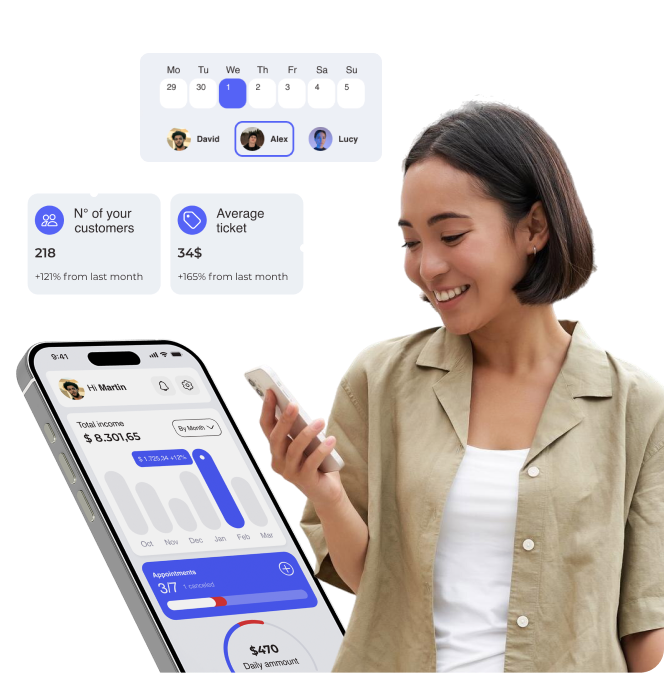 Mo Tu We Th Fr Sa Su
29 30 1 2 3 4 5
David Alex Lucy
N° of your
customers
218
+121% from last month
Average
ticket
34$
+165% from last month
9:41
Hi Martin
Total income
$ 8.301,65
By Month
$ 1.725,34 +12%
Oct Nov Dec Jan Feb Mar
Appointments
3/7 1 canceled
$470
Daily ammount